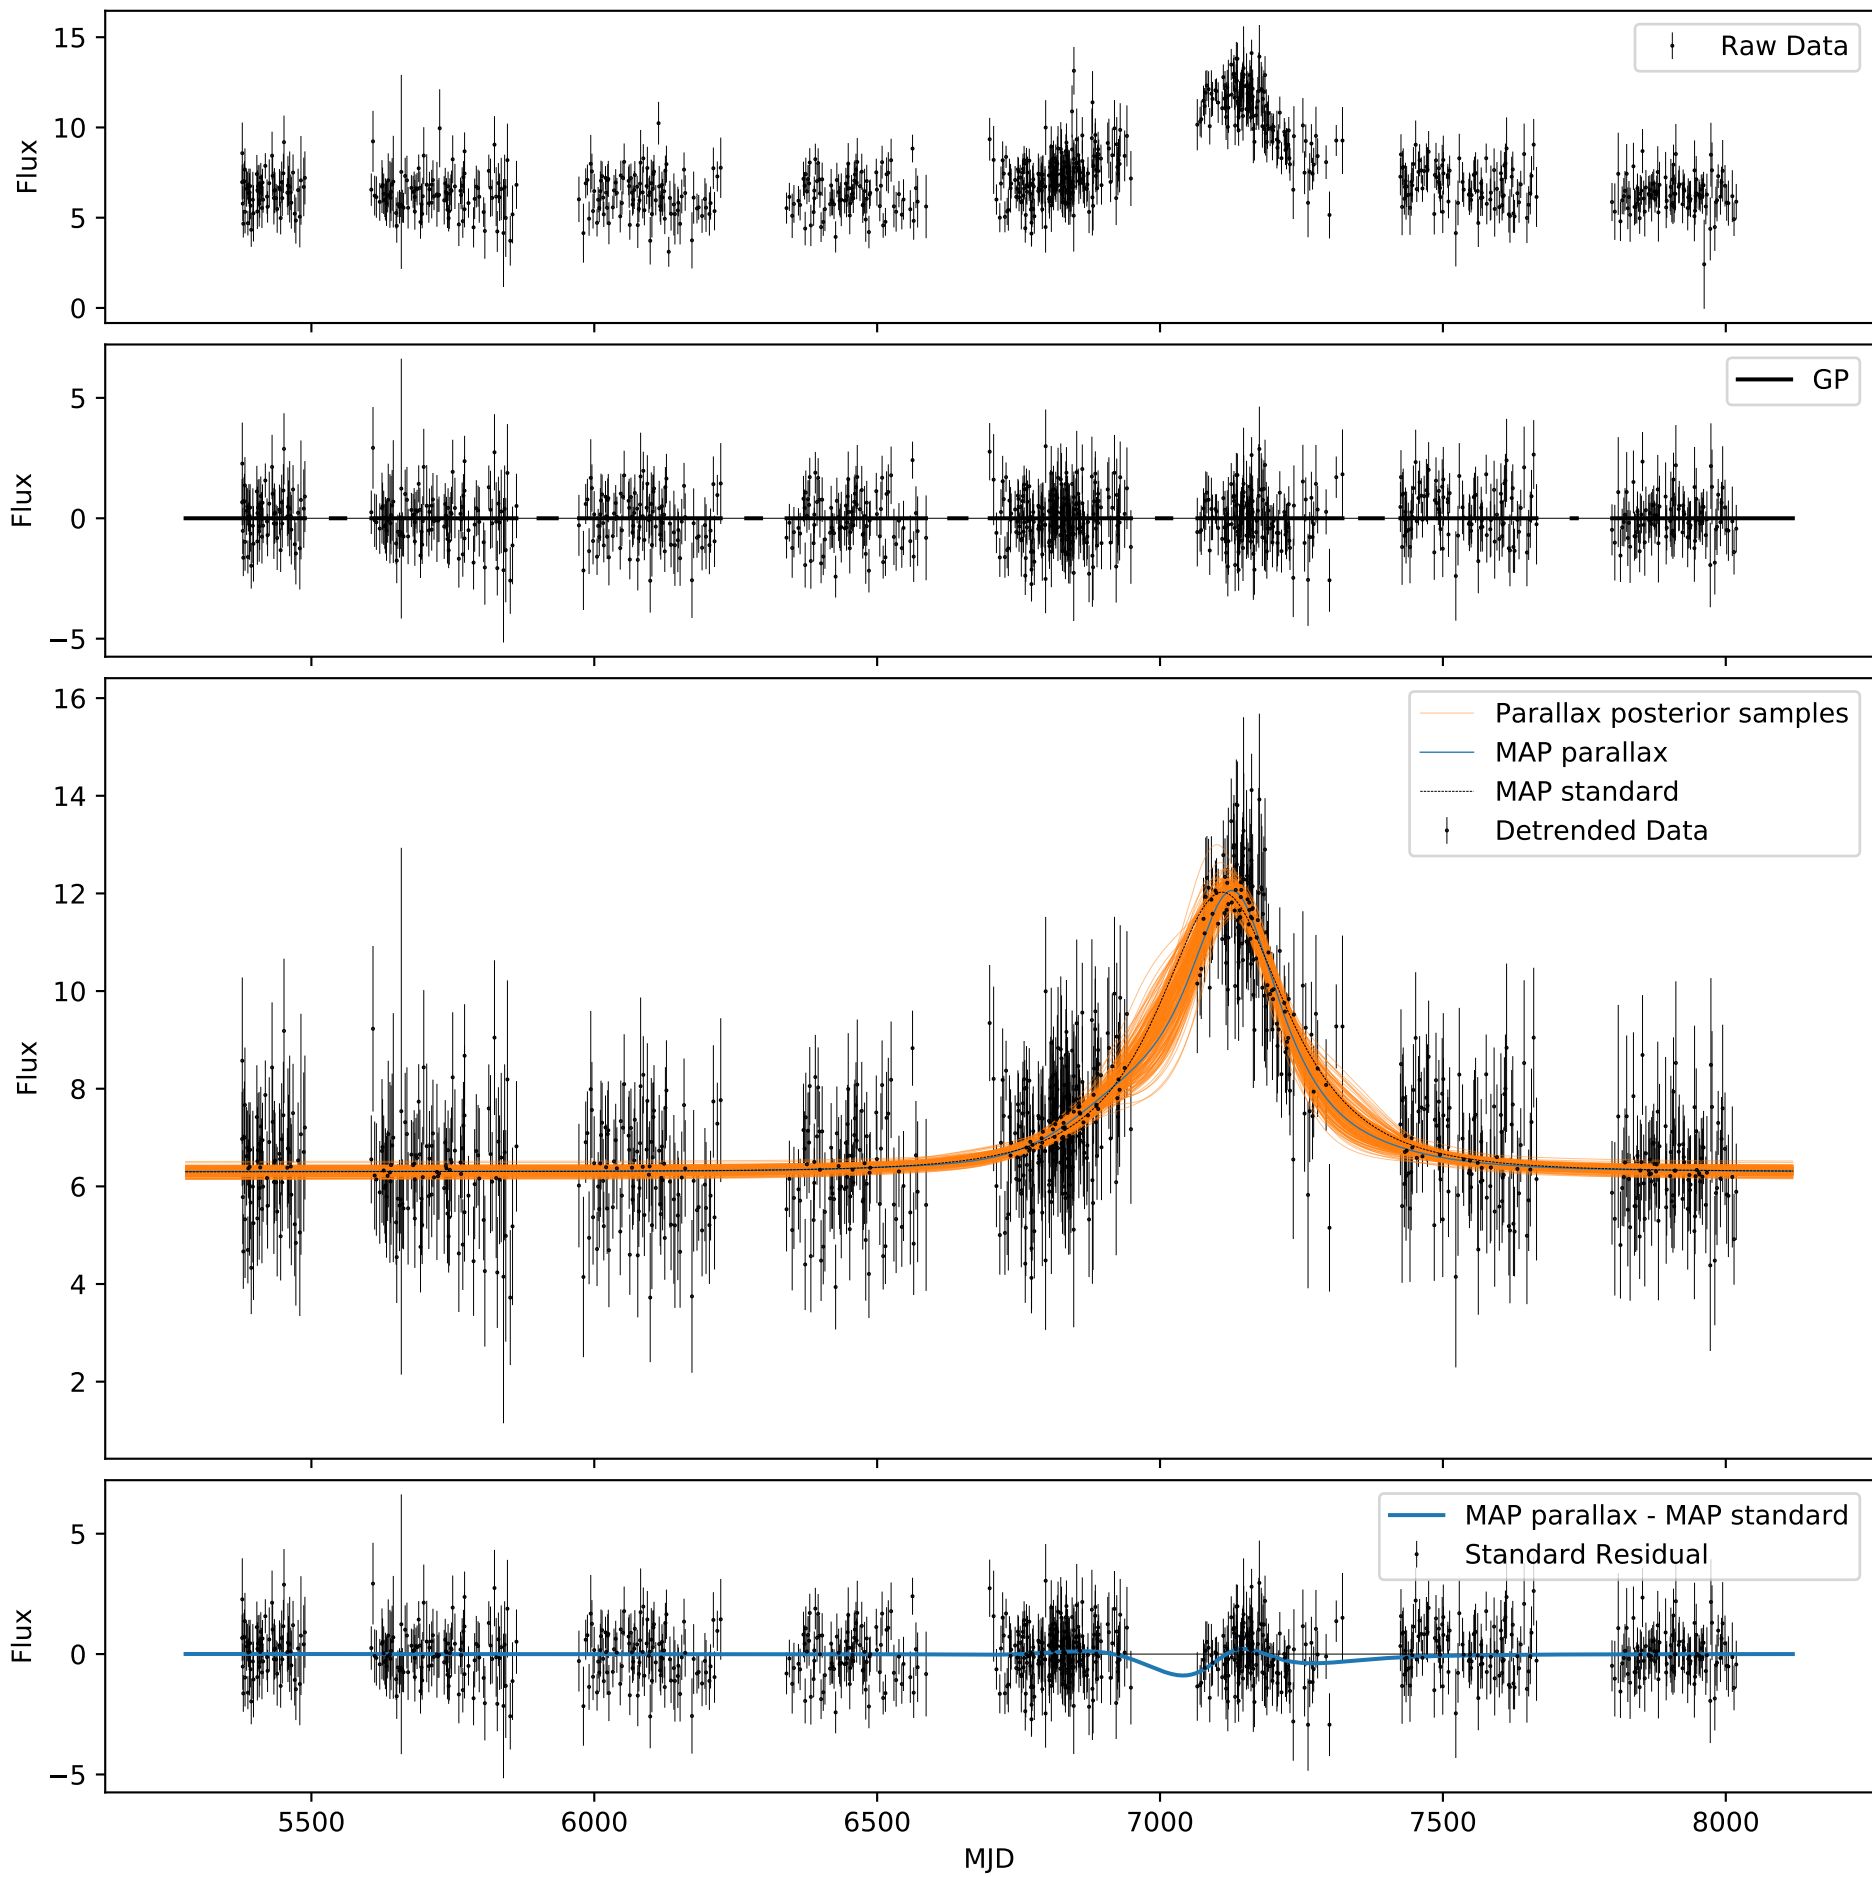 15
10
5
0
Flux
Raw Data
5
0
−5
Flux
GP
16
14
12
10
8
6
4
2
Flux
Parallax posterior samples
MAP parallax
MAP standard
Detrended Data
5
0
−5
Flux
MAP parallax - MAP standard
Standard Residual
5500 6000 6500 7000 7500 8000
MJD